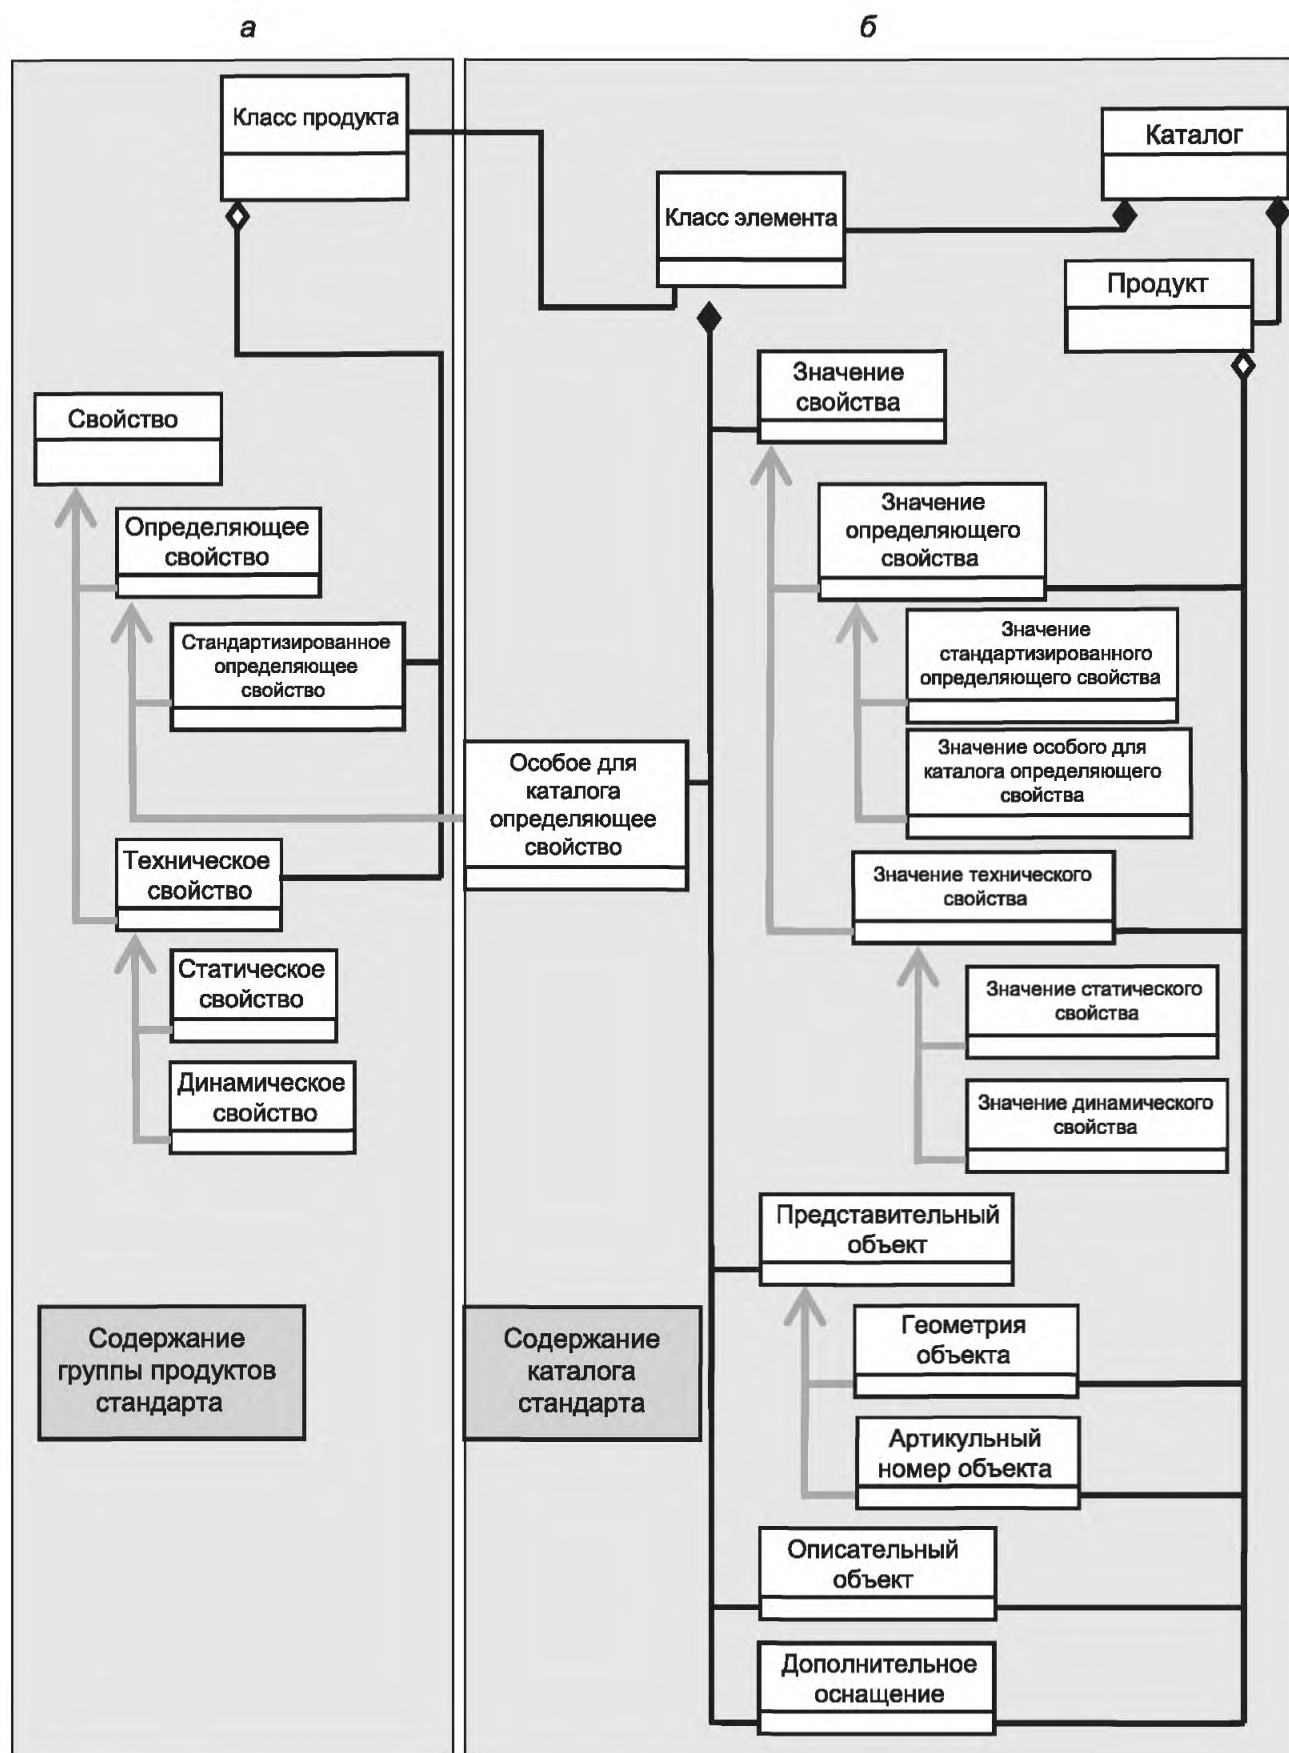 а
б
Класс продукта
Каталог
Класс элемента
Продукт
Значение
свойства
Свойство
Определяющее
свойство
Значение
определяющего
свойства
Стандартизированное
определяющее
свойство
Значение
стандартизированного
определяющего свойства
Особое для
каталога
определяющее
свойство
Значение особого для
каталога определяющего
свойства
Техническое
свойство
Значение технического
свойства
Статическое
свойство
Значение статического
свойства
Динамическое
свойство
Значение динамического
свойства
Представительный
объект
Содержание
группы продуктов
стандарта
Содержание
каталога
стандарта
Геометрия
объекта
Артикульный
номер объекта
Описательный
объект
Дополнительное
оснащение